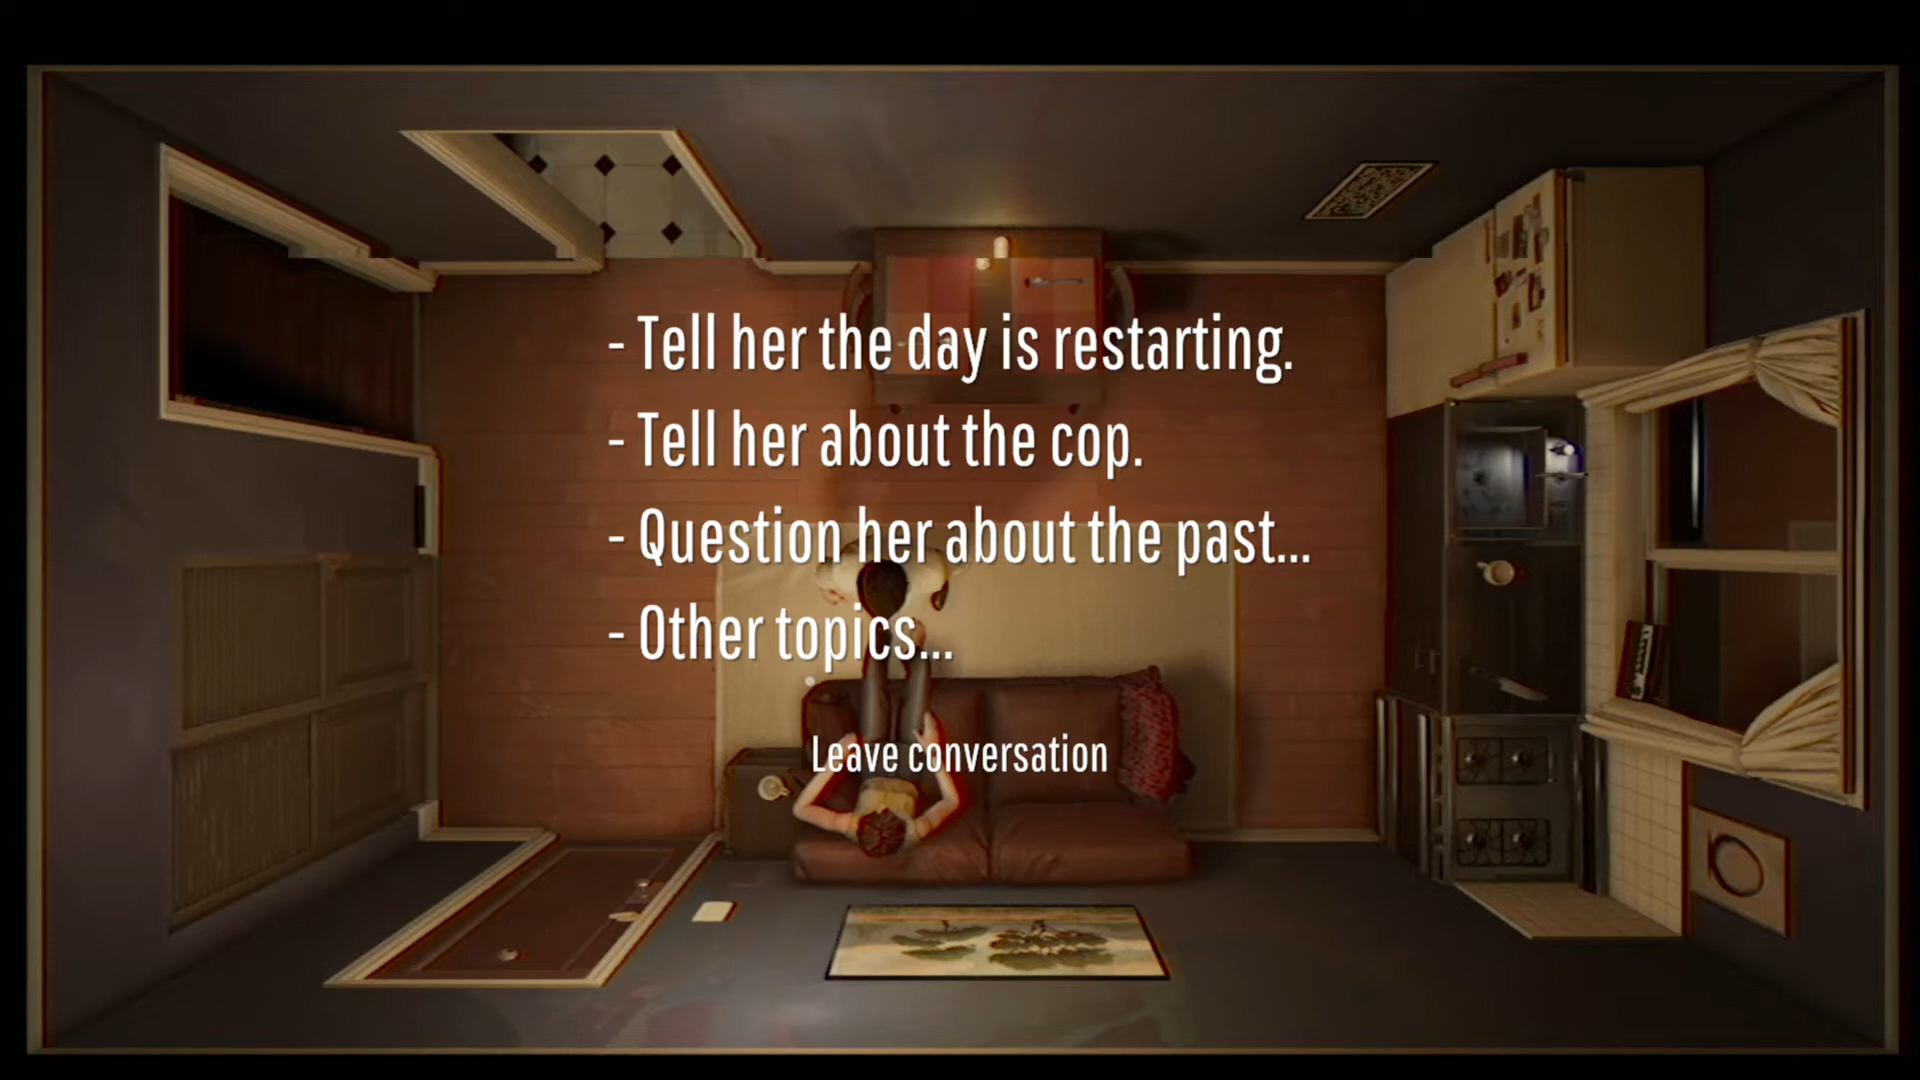 - Tell her the day is restarting.
- Tell her about the cop.
- Question her about the past...
- Other topics...
Leave conversation